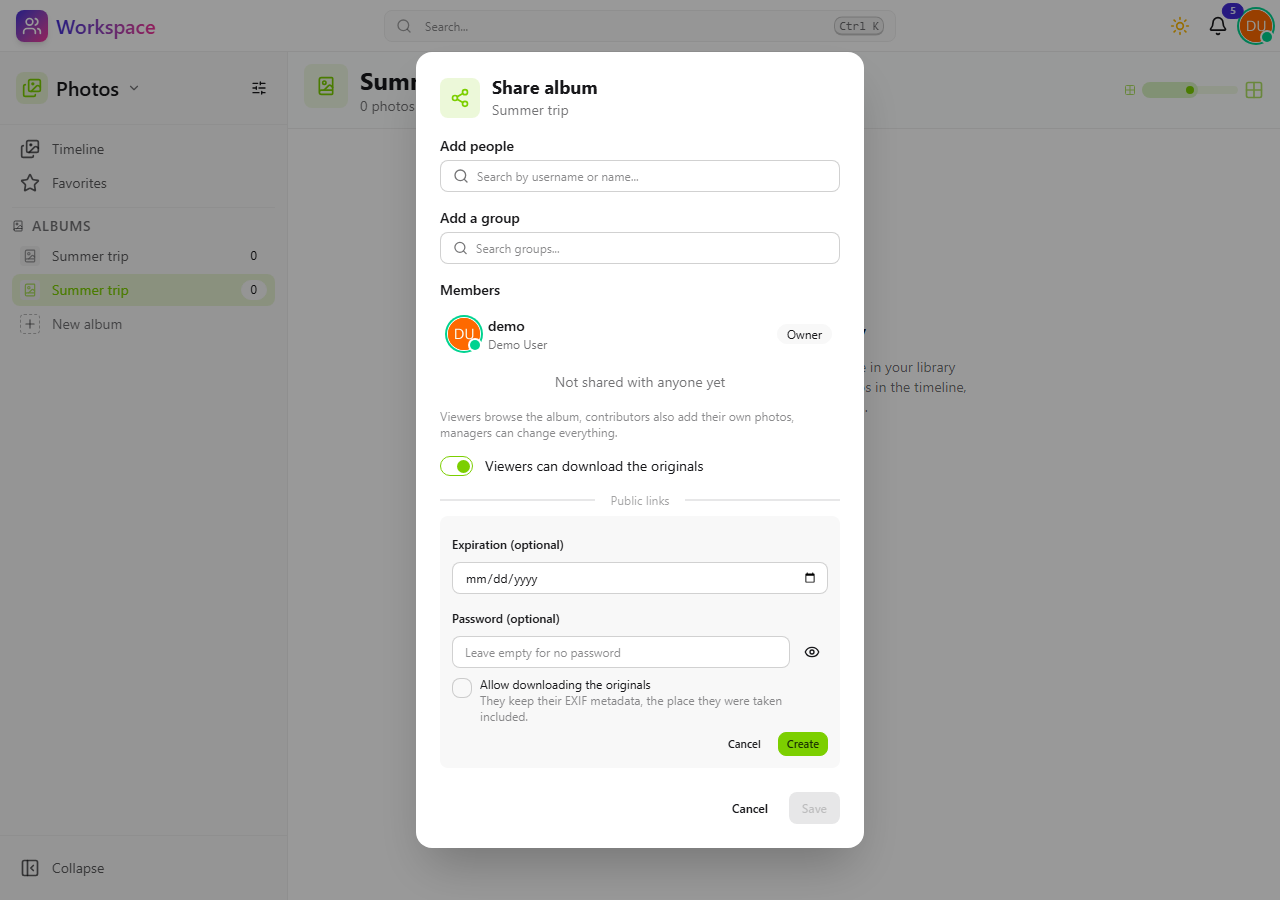 Workspace
Search...
Ctrl K
5
DU
Photos
Timeline
Favorites
ALBUMS
Summer trip 0
Summer trip 0
New album
Collapse
Summ
0 photos
e in your library
s in the timeline,
Share album
Summer trip
Add people
Search by username or name...
Add a group
Search groups...
Members
DU
demo
Demo User
Owner
Not shared with anyone yet
Viewers browse the album, contributors also add their own photos,
managers can change everything.
Viewers can download the originals
Public links
Expiration (optional)
mm/dd/yyyy
Password (optional)
Leave empty for no password
Allow downloading the originals
They keep their EXIF metadata, the place they were taken
included.
Cancel
Create
Cancel
Save